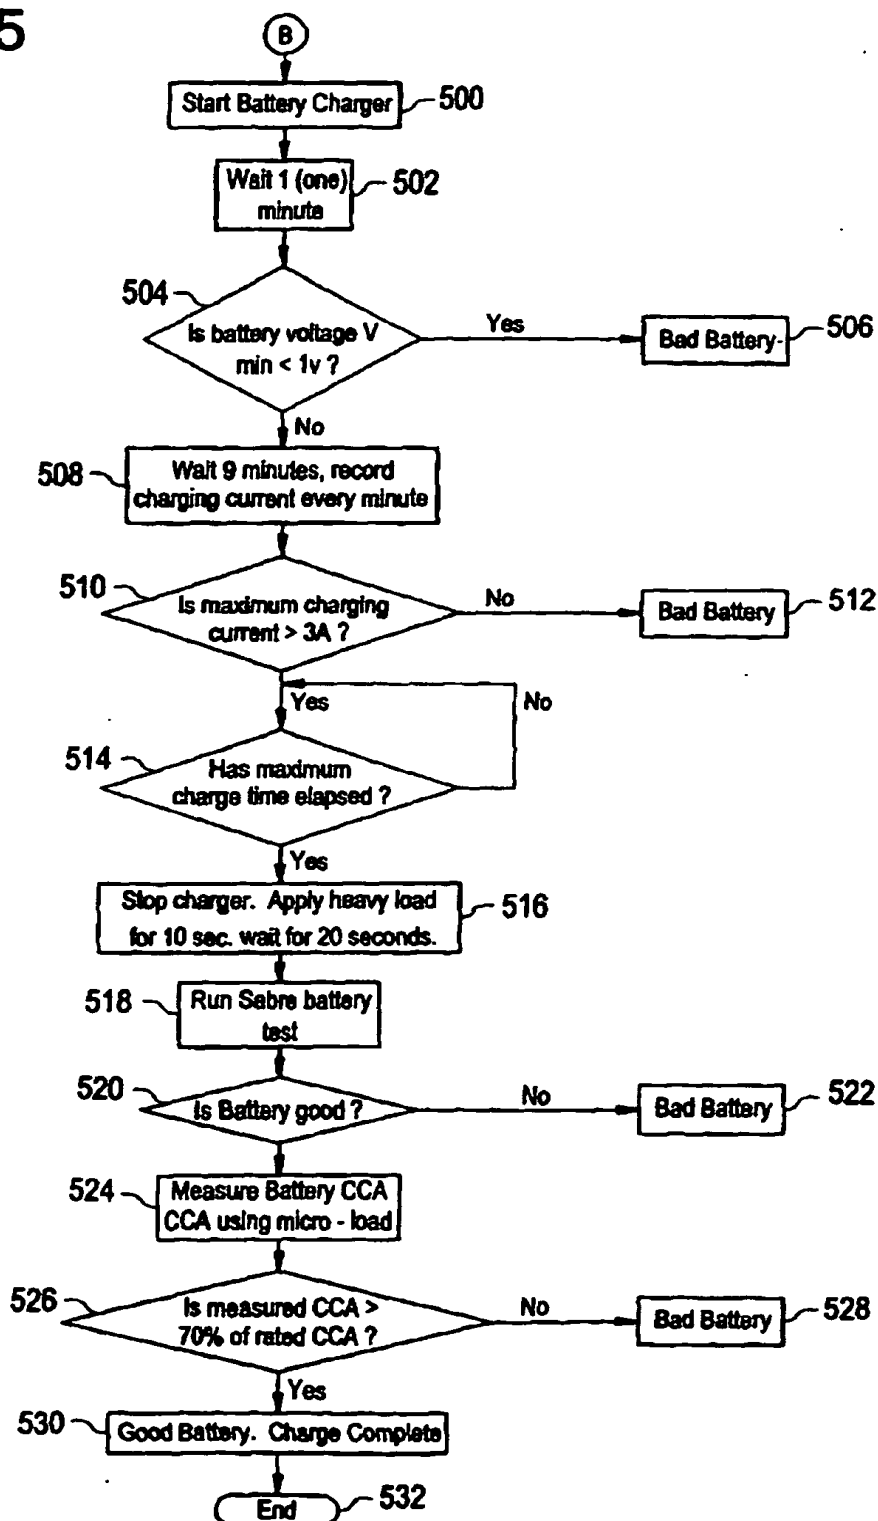 5
B
Start Battery Charger
500
Wait 1 (one)
minute
502
504
Is battery voltage V
min < 1v ?
Yes
Bad Battery
506
No
508
Wait 9 minutes, record
charging current every minute
510
Is maximum charging
current > 3A ?
No
Bad Battery
512
Yes
No
514
Has maximum
charge time elapsed ?
Yes
Stop charger. Apply heavy load
for 10 sec. wait for 20 seconds.
516
518
Run Sabre battery
test
520
Is Battery good ?
No
Bad Battery
522
524
Measure Battery CCA
CCA using micro - load
526
Is measured CCA >
70% of rated CCA ?
No
Bad Battery
528
Yes
530
Good Battery. Charge Complete
End
532